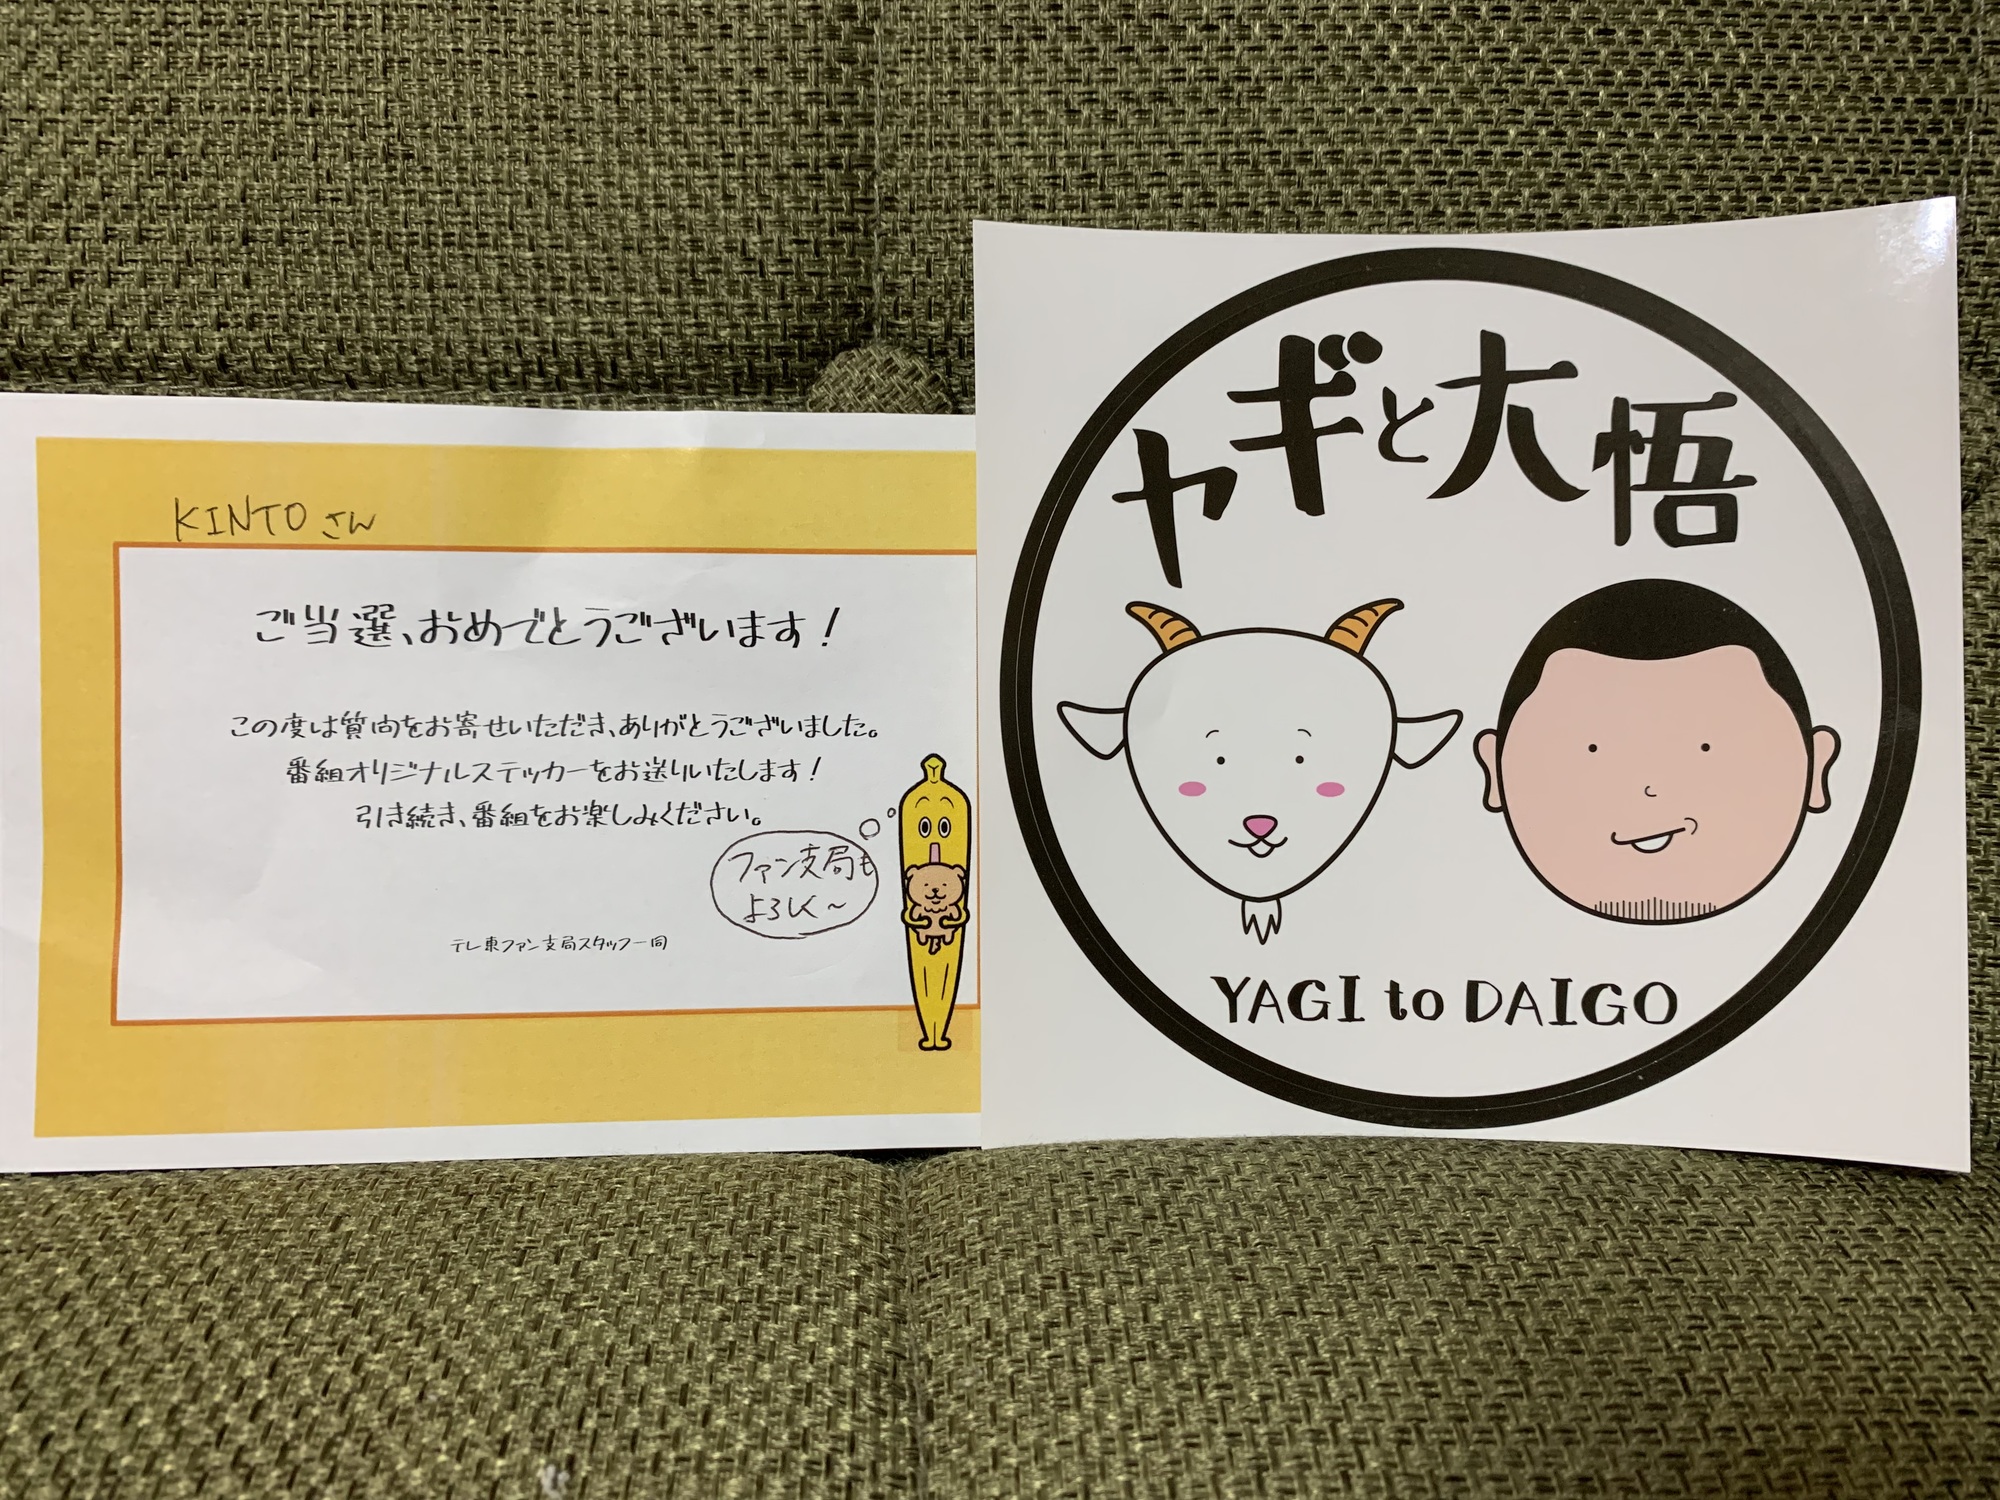 KINTOさん
ご当選、おめでとうございます！
この度は質問をお寄せいただき、ありがとうございました。
番組オリジナルステッカーをお送りいたします！
引き続き、番組をお楽しみください。
ファン支局も
よろしく～
テレ東ファン支局スタッフ一同
ヤギと大悟
YAGI to DAIGO